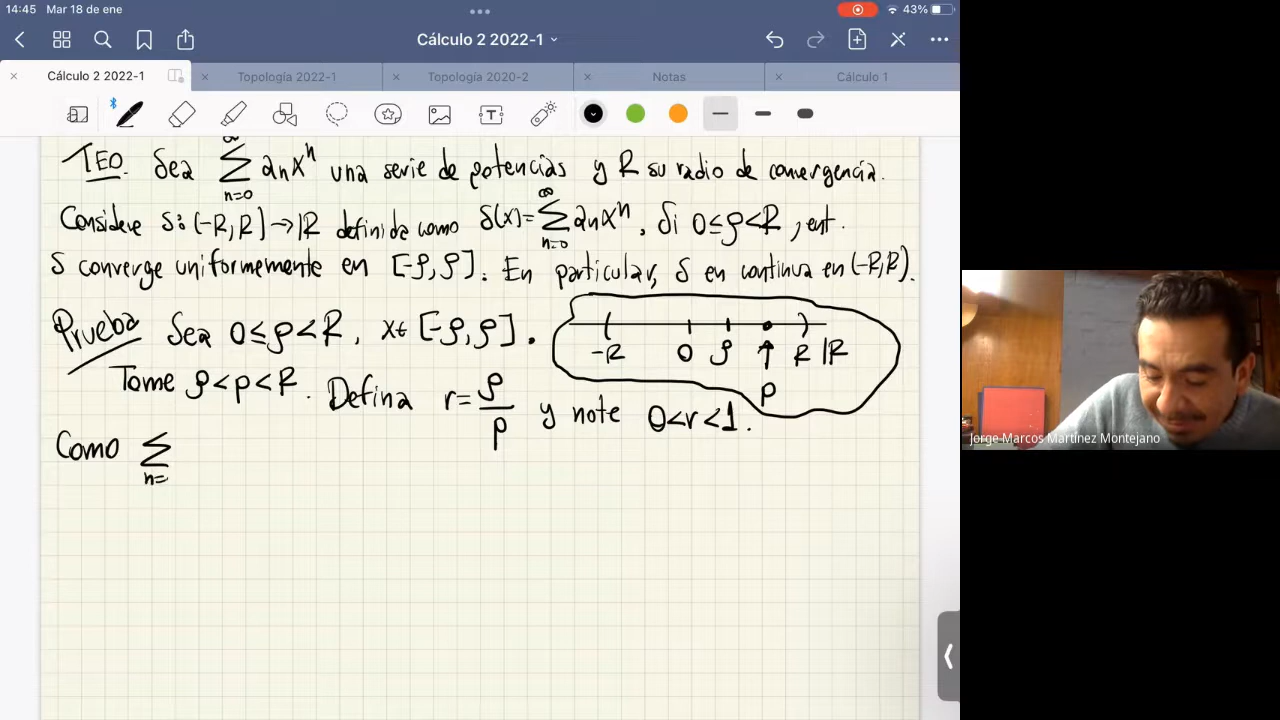 14:45 Mar 18 de ene
43%
Cálculo 2 2022-1
Cálculo 2 2022-1 Topología 2022-1 Topología 2020-2 Notas Cálculo 1
TEO. Sea ∑_{n=0}^{∞} aₙxⁿ una serie de potencias y R su radio de convergencia.
Considere S: (-R,R) → ℝ definida como S(x)=∑_{n=0}^{∞} aₙxⁿ. Si 0≤ρ<R, ent.
S converge uniformemente en [-ρ,ρ]. En particular, S en continua en (-R,R).
Prueba Sea 0≤ρ<R, x∈[-ρ,ρ].
-R 0 ρ ↑ R ℝ
p
Tome ρ<p<R. Defina r=ρ/p y note 0<r<1.
Como ∑_{n=
Jorge-Marcos Martínez Montejano